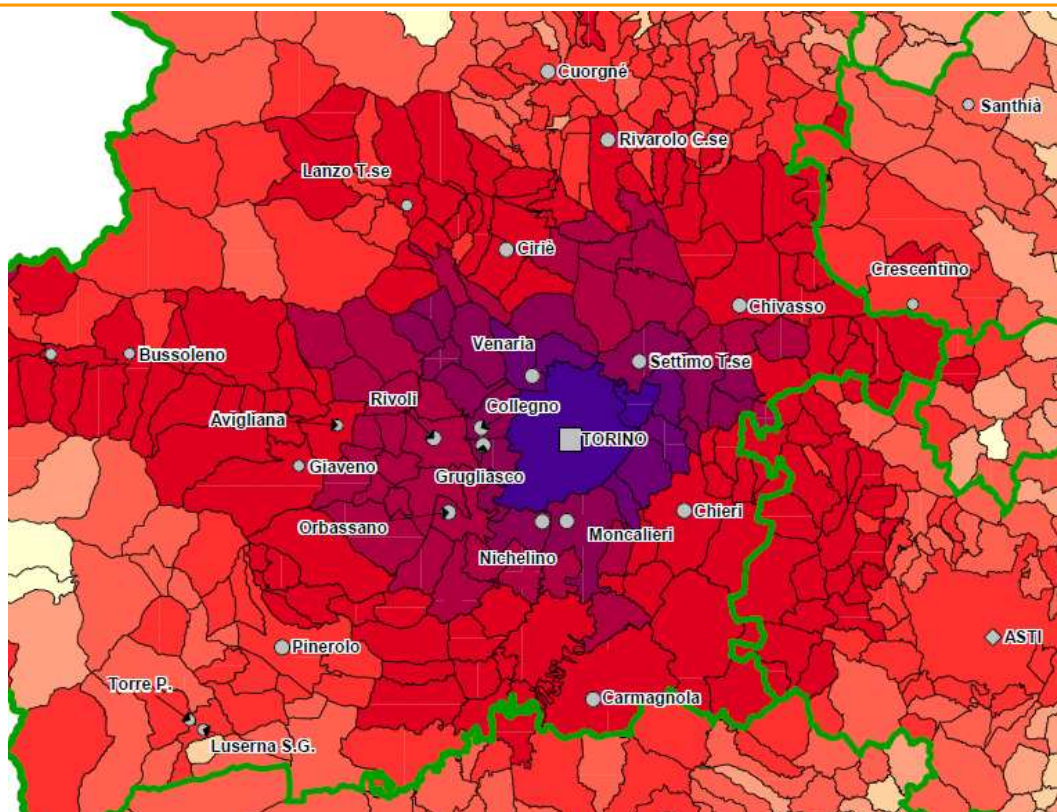 Cuorgné
Santhià
Rivarolo C.se
Lanzo T.se
Ciriè
Crescentino
Chivasso
Venaria
Bussoleno
Settimo T.se
Rivoli
Collegno
Avigliana
TORINO
Giaveno
Grugliasco
Chieri
Orbassano
Moncalieri
Nichelino
ASTI
Pinerolo
Torre P.
Carmagnola
Luserna S.G.